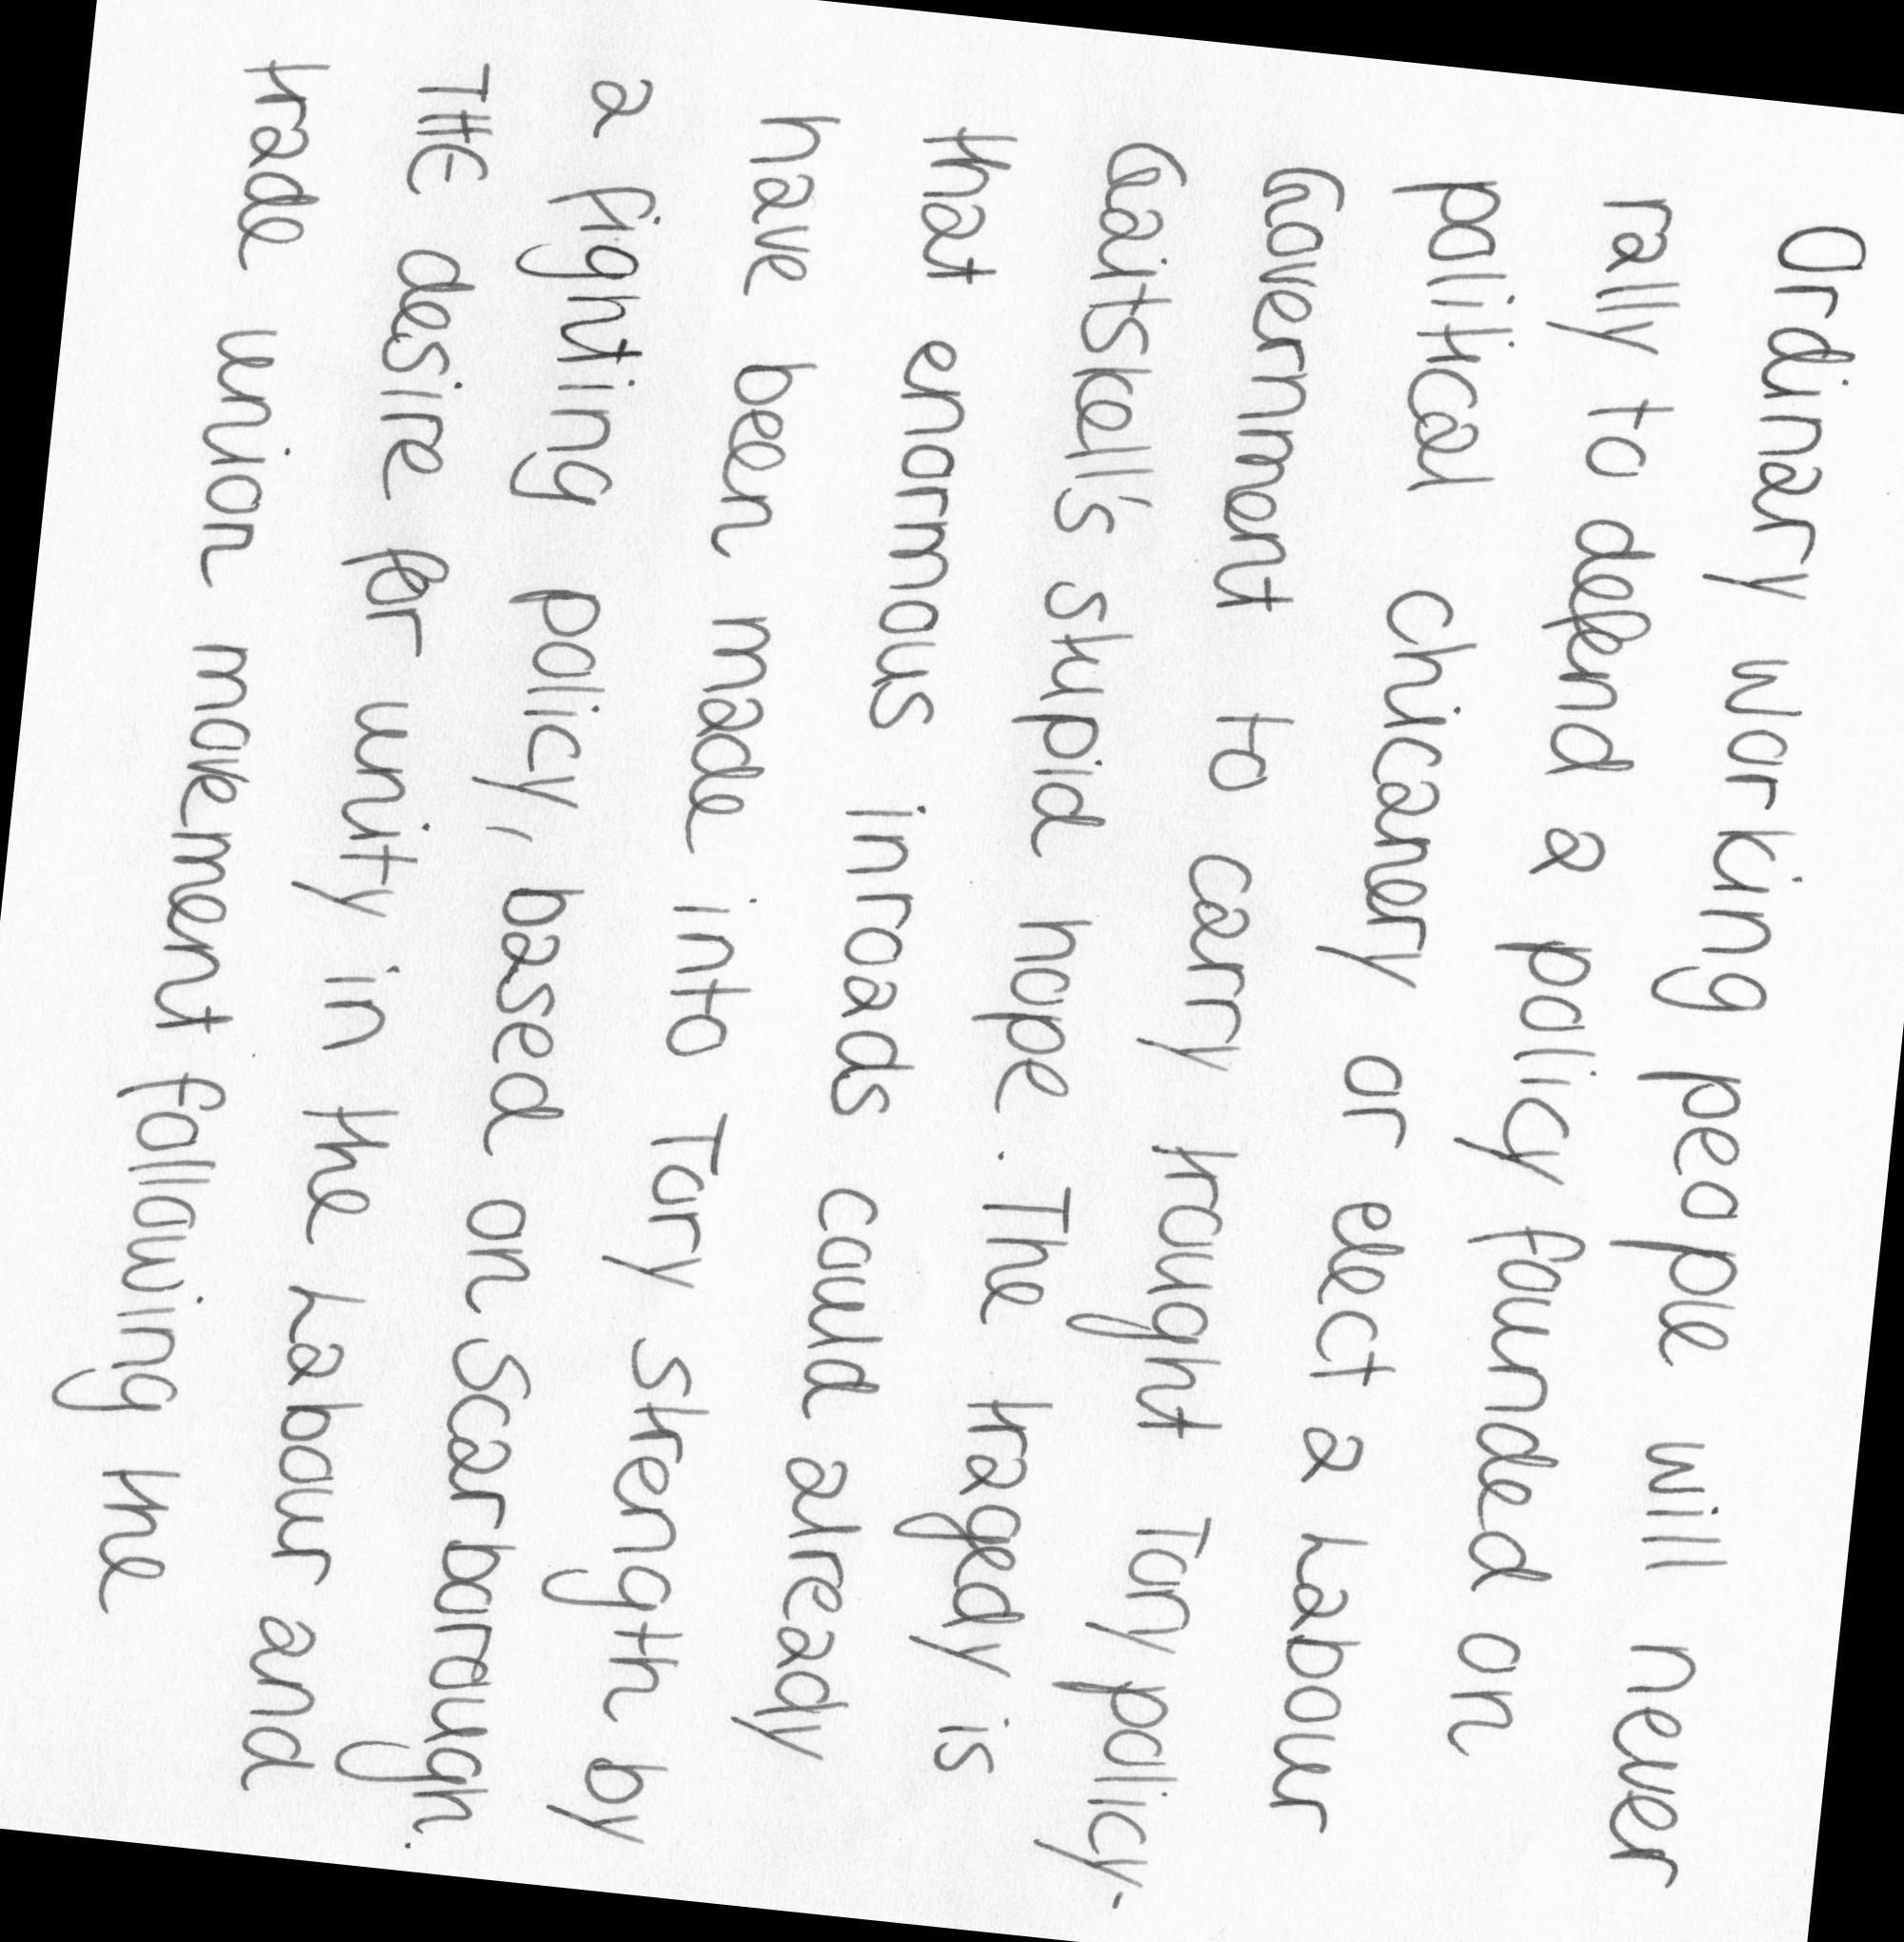 Ordinary working people will never
rally to defend a policy founded on
political chicanery or elect a Labour
Government to carry trought Tory policy-
Gaitskell's stupid hope. The tragedy is
that enormous inroads could already
have been made into Tory strength by
a fighting policy, based on Scarborough.
THE desire for unity in the Labour and
trade union movement following the